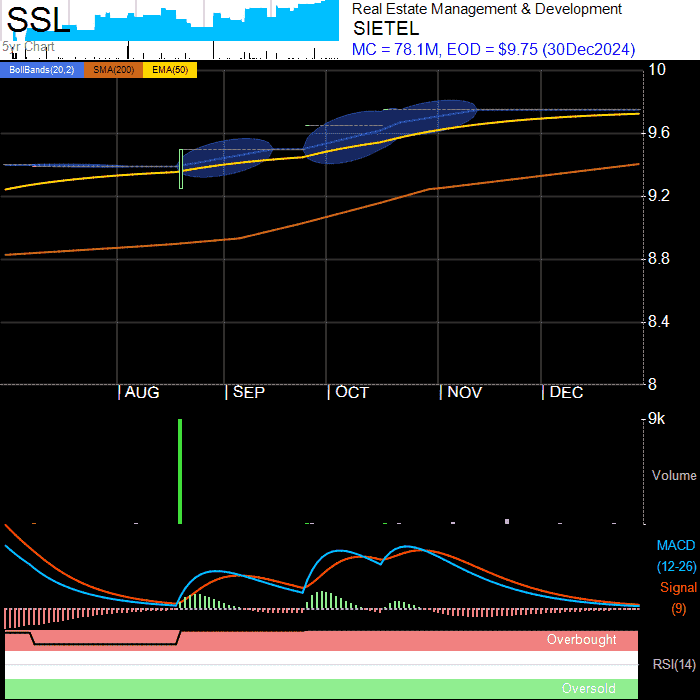 SSL
5yr Chart
Real Estate Management & Development
SIETEL
MC = 78.1M, EOD = $9.75 (30Dec2024)
BollBands(20,2) SMA(200) EMA(50)
10
9.6
9.2
8.8
8.4
8
AUG SEP OCT NOV DEC
9k
Volume
MACD
(12-26)
Signal
(9)
Overbought
RSI(14)
Oversold